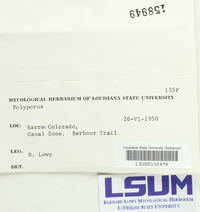 158949
135P
MYCOLOGICAL HERBARIUM OF LOUISIANA STATE UNIVERSITY
Polyporus
26-VI-1950
LOC. Barro Colorado,
Canal Zone. Barbour Trail
Louisiana State University Herbarium
LEG. B. Lowy
DET.
LSUM
BERNARD LOWY MYCOLOGICAL HERBARIUM
LOUISIANA STATE UNIVERSITY